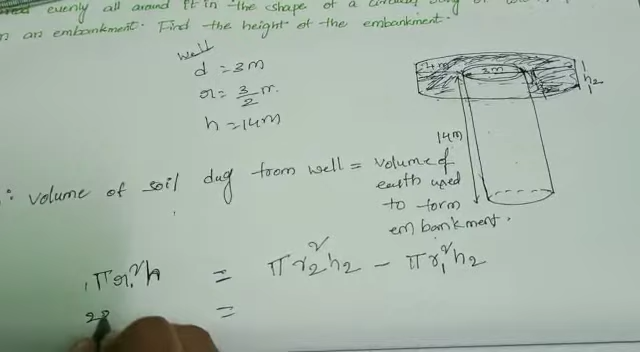 evenly all around it in the shape of a circular
an embankment. Find the height of the embankment.
well
d = 3m
r = 3/2 m.
h = 14m
4m
3m
h2
14m
∴ volume of soil dug from well = volume of
earth used
to form
embankment.
πr₁²h = πr₂²h₂ - πr₁²h₂
=